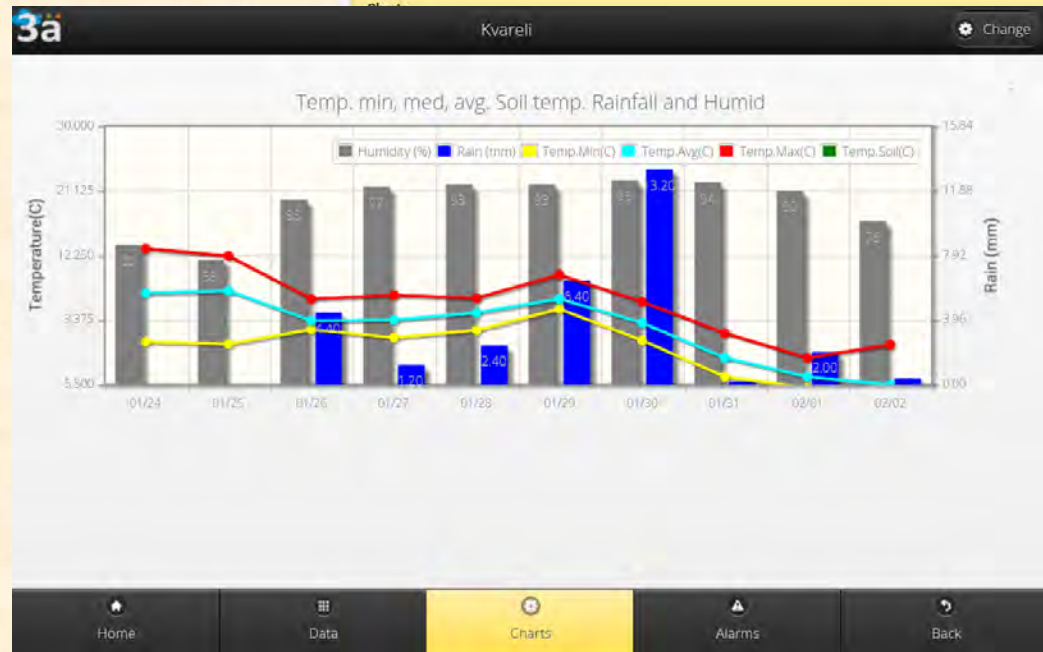 3ä
Kvareli
Change
Temp. min, med, avg. Soil temp. Rainfall and Humid
30.000
15.84
Humidity (%) Rain (mm) Temp.Min(C) Temp.Avg(C) Temp.Max(C) Temp.Soil(C)
21.125
11.88
12.250
7.92
3.375
3.96
5.500
0.00
Temperature(C)
Rain (mm)
94
3.20
6.40
1.20
2.40
2.00
01/24 01/25 01/26 01/27 01/28 01/29 01/30 01/31 02/01 02/02
Home Data Charts Alarms Back